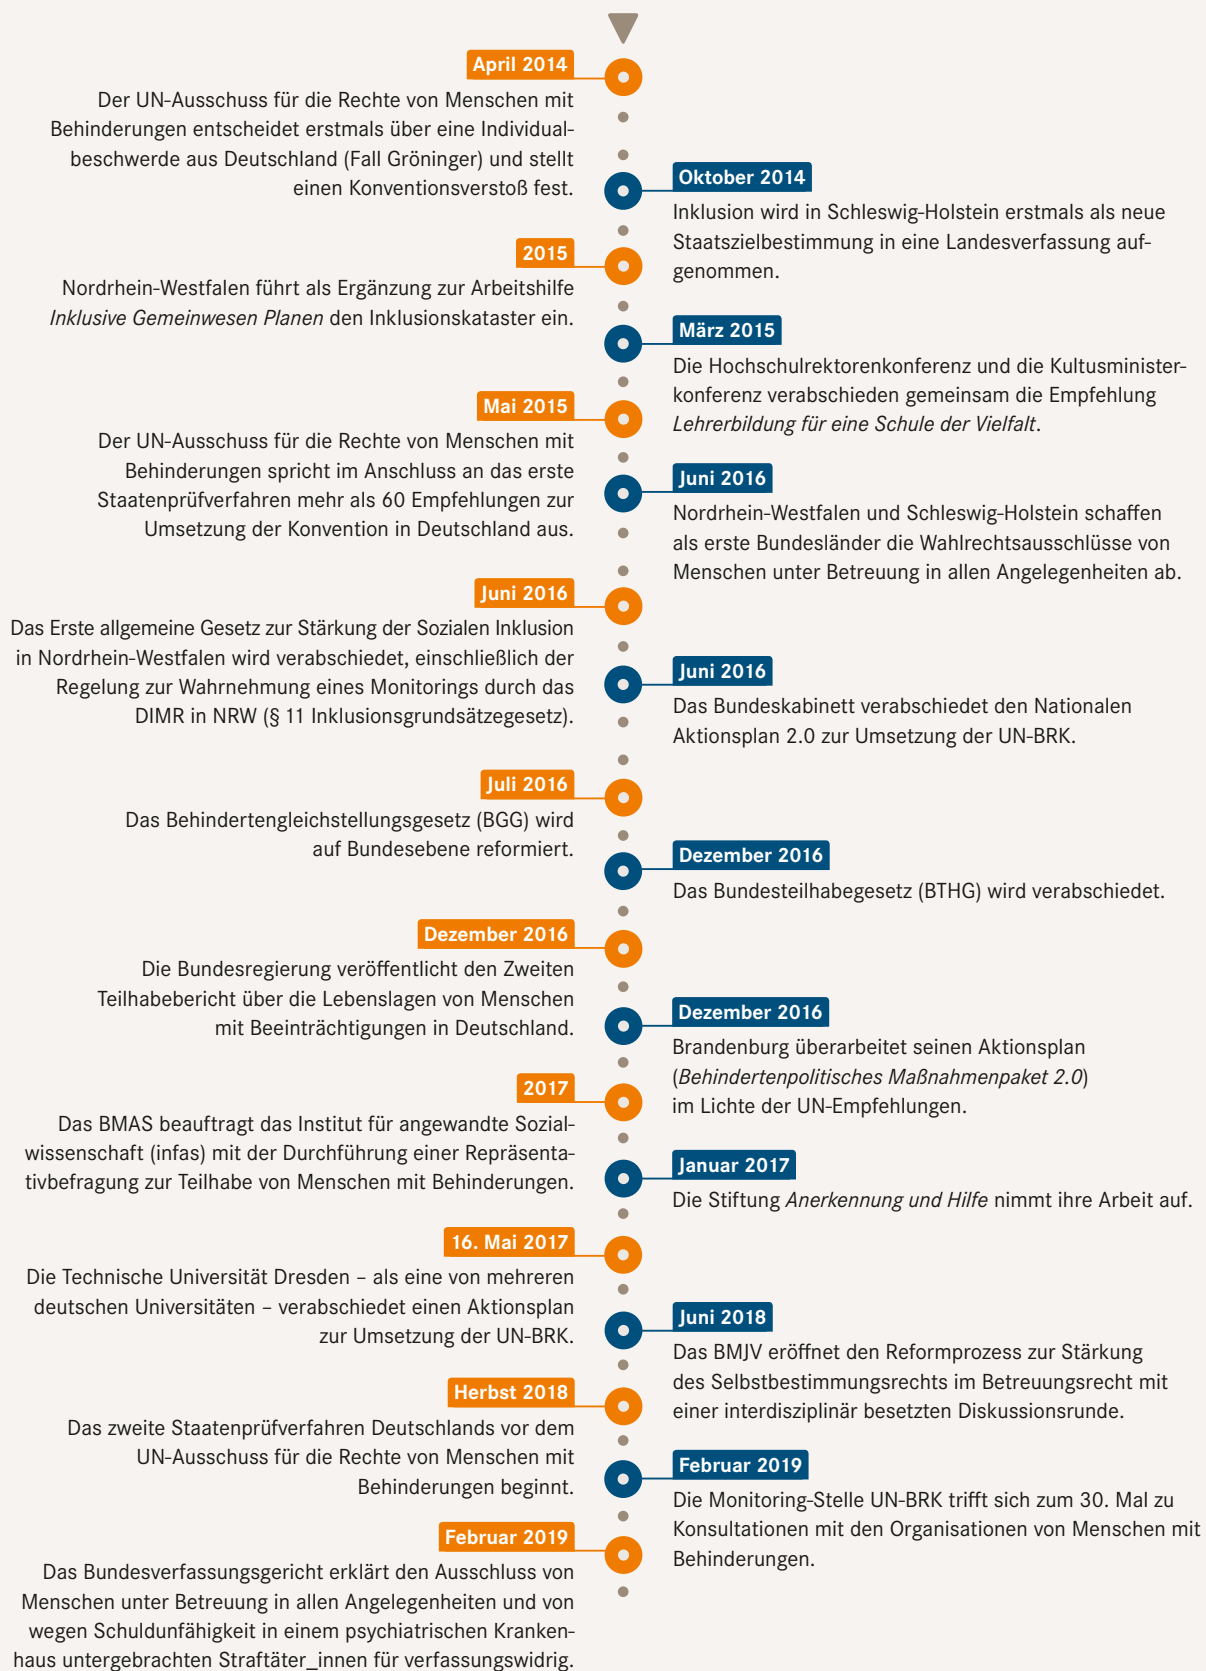 April 2014
Der UN-Ausschuss für die Rechte von Menschen mit
Behinderungen entscheidet erstmals über eine Individual-
beschwerde aus Deutschland (Fall Gröninger) und stellt
einen Konventionsverstoß fest.
Oktober 2014
Inklusion wird in Schleswig-Holstein erstmals als neue
Staatszielbestimmung in eine Landesverfassung auf-
genommen.
2015
Nordrhein-Westfalen führt als Ergänzung zur Arbeitshilfe
Inklusive Gemeinwesen Planen den Inklusionskataster ein.
März 2015
Die Hochschulrektorenkonferenz und die Kultusminister-
konferenz verabschieden gemeinsam die Empfehlung
Lehrerbildung für eine Schule der Vielfalt.
Mai 2015
Der UN-Ausschuss für die Rechte von Menschen mit
Behinderungen spricht im Anschluss an das erste
Staatenprüfverfahren mehr als 60 Empfehlungen zur
Umsetzung der Konvention in Deutschland aus.
Juni 2016
Nordrhein-Westfalen und Schleswig-Holstein schaffen
als erste Bundesländer die Wahlrechtsausschlüsse von
Menschen unter Betreuung in allen Angelegenheiten ab.
Juni 2016
Das Erste allgemeine Gesetz zur Stärkung der Sozialen Inklusion
in Nordrhein-Westfalen wird verabschiedet, einschließlich der
Regelung zur Wahrnehmung eines Monitorings durch das
DIMR in NRW (§ 11 Inklusionsgrundsätzegesetz).
Juni 2016
Das Bundeskabinett verabschiedet den Nationalen
Aktionsplan 2.0 zur Umsetzung der UN-BRK.
Juli 2016
Das Behindertengleichstellungsgesetz (BGG) wird
auf Bundesebene reformiert.
Dezember 2016
Das Bundesteilhabegesetz (BTHG) wird verabschiedet.
Dezember 2016
Die Bundesregierung veröffentlicht den Zweiten
Teilhabebericht über die Lebenslagen von Menschen
mit Beeinträchtigungen in Deutschland.
Dezember 2016
Brandenburg überarbeitet seinen Aktionsplan
(Behindertenpolitisches Maßnahmenpaket 2.0)
im Lichte der UN-Empfehlungen.
2017
Das BMAS beauftragt das Institut für angewandte Sozial-
wissenschaft (infas) mit der Durchführung einer Repräsenta-
tivbefragung zur Teilhabe von Menschen mit Behinderungen.
Januar 2017
Die Stiftung Anerkennung und Hilfe nimmt ihre Arbeit auf.
16. Mai 2017
Die Technische Universität Dresden – als eine von mehreren
deutschen Universitäten – verabschiedet einen Aktionsplan
zur Umsetzung der UN-BRK.
Juni 2018
Das BMJV eröffnet den Reformprozess zur Stärkung
des Selbstbestimmungsrechts im Betreuungsrecht mit
einer interdisziplinär besetzten Diskussionsrunde.
Herbst 2018
Das zweite Staatenprüfverfahren Deutschlands vor dem
UN-Ausschuss für die Rechte von Menschen mit
Behinderungen beginnt.
Februar 2019
Die Monitoring-Stelle UN-BRK trifft sich zum 30. Mal zu
Konsultationen mit den Organisationen von Menschen mit
Behinderungen.
Februar 2019
Das Bundesverfassungsgericht erklärt den Ausschluss von
Menschen unter Betreuung in allen Angelegenheiten und von
wegen Schuldunfähigkeit in einem psychiatrischen Kranken-
haus untergebrachten Straftäter_innen für verfassungswidrig.